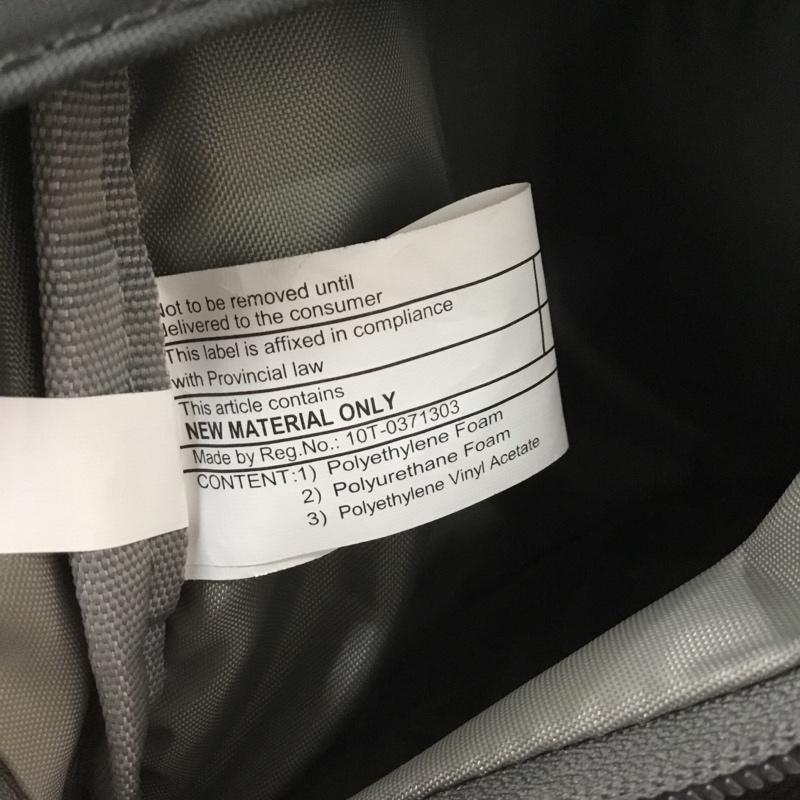 Not to be removed until
delivered to the consumer
This label is affixed in compliance
with Provincial law
This article contains
NEW MATERIAL ONLY
Made by Reg.No.: 10T-0371303
CONTENT:1) Polyethylene Foam
2) Polyurethane Foam
3) Polyethylene Vinyl Acetate